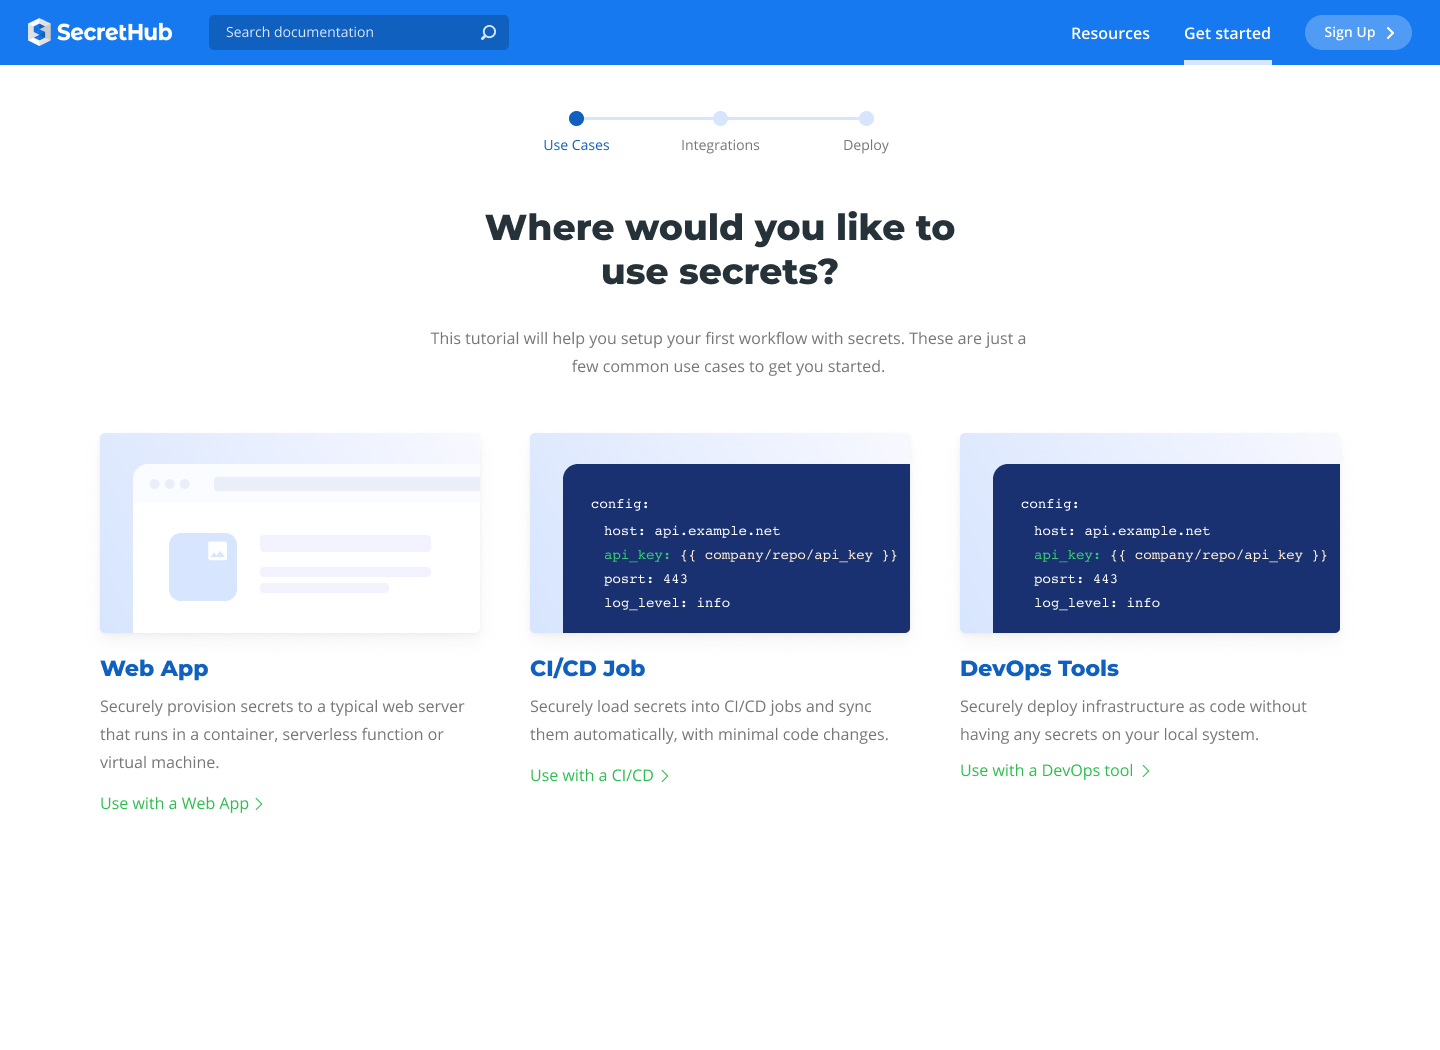 SecretHub
Search documentation
Resources
Get started
Sign Up
Use Cases
Integrations
Deploy
Where would you like to
use secrets?
This tutorial will help you setup your first workflow with secrets. These are just a
few common use cases to get you started.
config:
host: api.example.net
api_key: {{ company/repo/api_key }}
posrt: 443
log_level: info
config:
host: api.example.net
api_key: {{ company/repo/api_key }}
posrt: 443
log_level: info
Web App
Securely provision secrets to a typical web server
that runs in a container, serverless function or
virtual machine.
Use with a Web App
CI/CD Job
Securely load secrets into CI/CD jobs and sync
them automatically, with minimal code changes.
Use with a CI/CD
DevOps Tools
Securely deploy infrastructure as code without
having any secrets on your local system.
Use with a DevOps tool